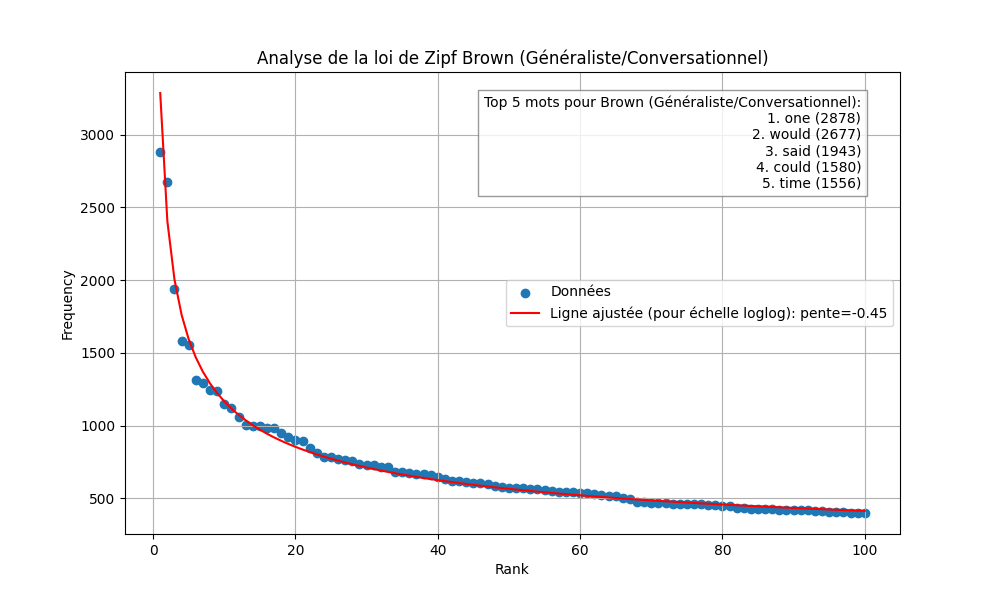 Analyse de la loi de Zipf Brown (Généraliste/Conversationnel)
Top 5 mots pour Brown (Généraliste/Conversationnel):
1. one (2878)
2. would (2677)
3. said (1943)
4. could (1580)
5. time (1556)
Données
Ligne ajustée (pour échelle loglog): pente=-0.45
Frequency
3000
2500
2000
1500
1000
500
0
20
40
60
80
100
Rank